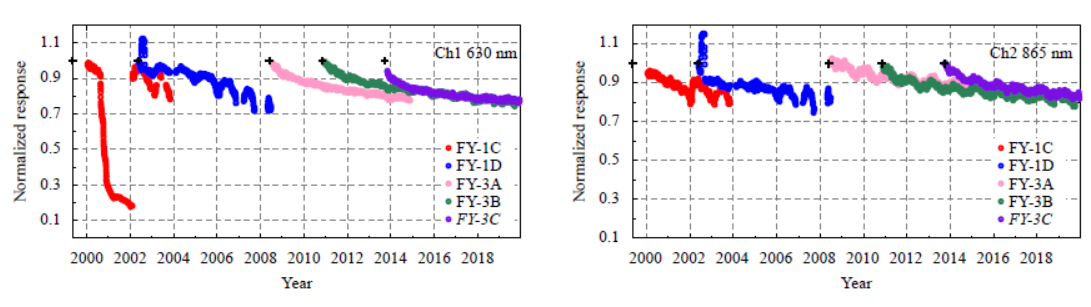 Ch1 630 nm
Normalized response
1.1
0.9
0.7
0.5
0.3
0.1
FY-1C
FY-1D
FY-3A
FY-3B
FY-3C
2000 2002 2004 2006 2008 2010 2012 2014 2016 2018
Year
Ch2 865 nm
Normalized response
1.1
0.9
0.7
0.5
0.3
0.1
FY-1C
FY-1D
FY-3A
FY-3B
FY-3C
2000 2002 2004 2006 2008 2010 2012 2014 2016 2018
Year